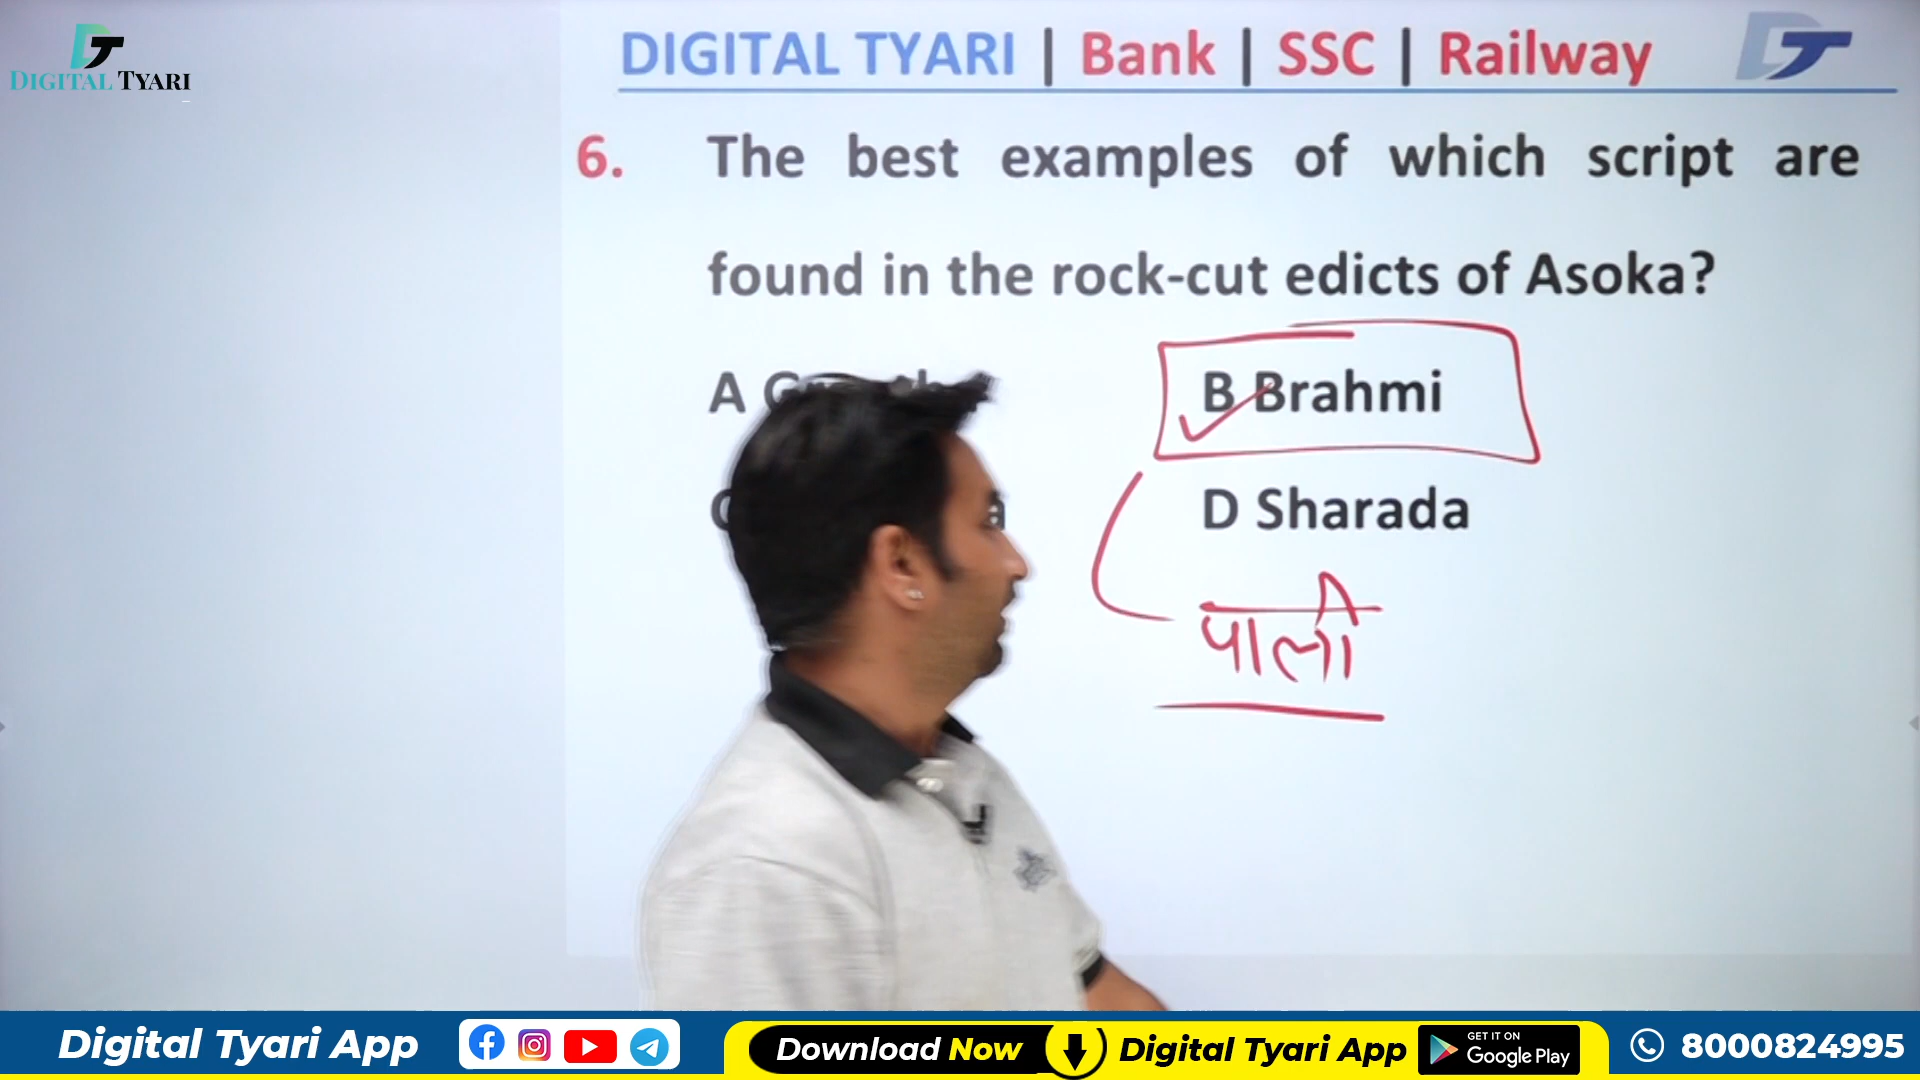 DIGITAL TYARI
DIGITAL TYARI | Bank | SSC | Railway
6. The best examples of which script are
found in the rock-cut edicts of Asoka?
A
B Brahmi
D Sharada
पाली
Digital Tyari App
Download Now
Digital Tyari App
GET IT ON
Google Play
8000824995